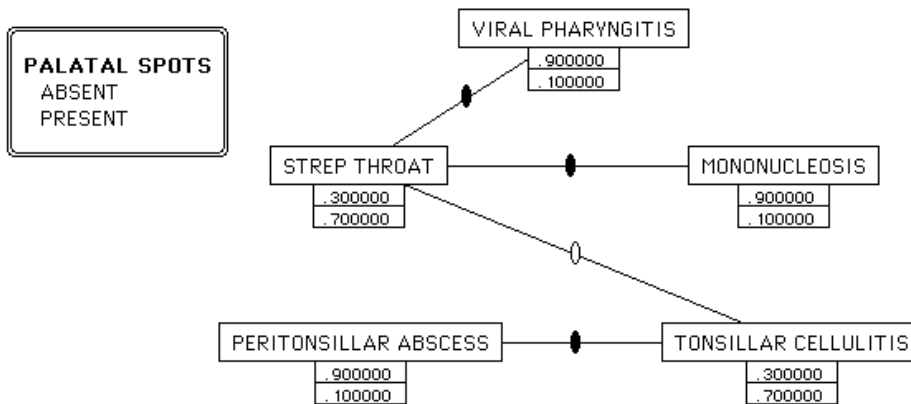 PALATAL SPOTS
ABSENT
PRESENT
VIRAL PHARYNGITIS
.900000
.100000
STREP THROAT
.300000
.700000
MONONUCLEOSIS
.900000
.100000
PERITONSILLAR ABSCESS
.900000
.100000
TONSILLAR CELLULITIS
.300000
.700000